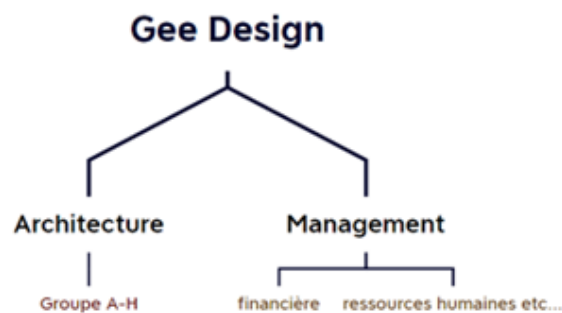 Gee Design
Architecture Management
Groupe A-H financière ressources humaines etc...